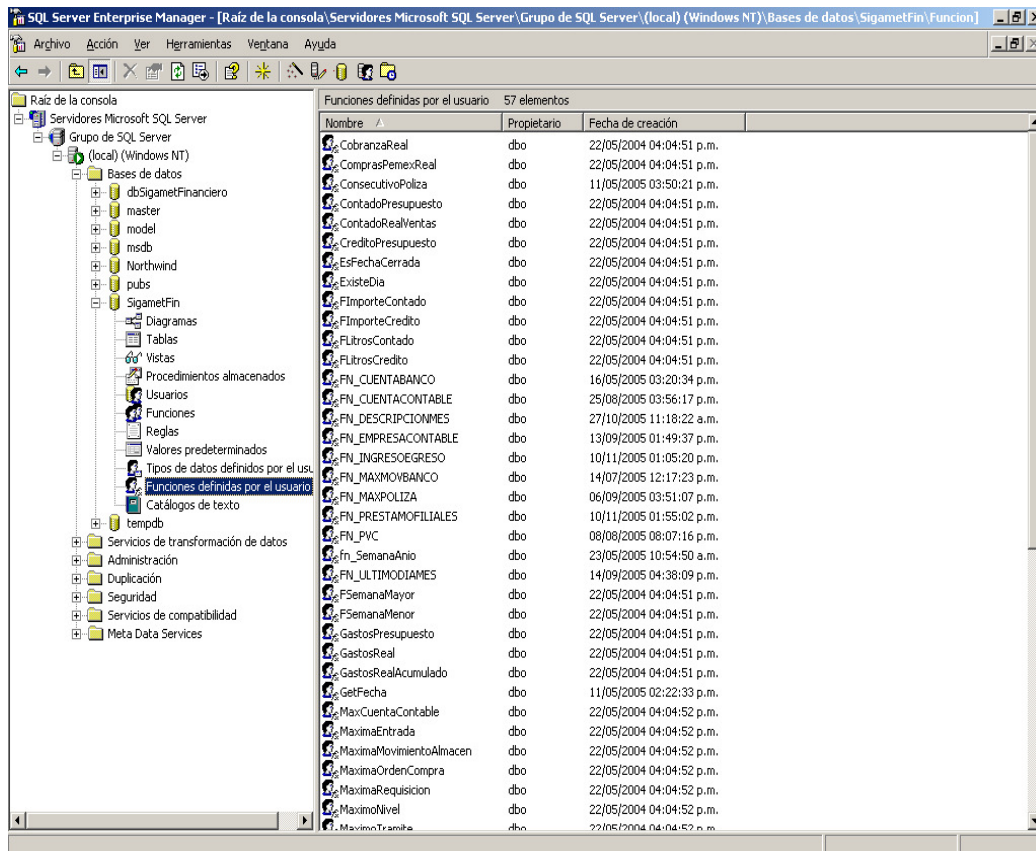 SQL Server Enterprise Manager - [Raíz de la consola\Servidores Microsoft SQL Server\Grupo de SQL Server\(local) (Windows NT)\Bases de datos\SigametFin\Funcion]
Archivo Acción Ver Herramientas Ventana Ayuda
Raíz de la consola
Servidores Microsoft SQL Server
Grupo de SQL Server
(local) (Windows NT)
Bases de datos
dbSigametFinanciero
master
model
msdb
Northwind
pubs
SigametFin
Diagramas
Tablas
Vistas
Procedimientos almacenados
Usuarios
Funciones
Reglas
Valores predeterminados
Tipos de datos definidos por el usu
Funciones definidas por el usuario
Catálogos de texto
tempdb
Servicios de transformación de datos
Administración
Duplicación
Seguridad
Servicios de compatibilidad
Meta Data Services
Funciones definidas por el usuario 57 elementos
Nombre Propietario Fecha de creación
CobranzaReal dbo 22/05/2004 04:04:51 p.m.
ComprasPemexReal dbo 22/05/2004 04:04:51 p.m.
ConsecutivoPoliza dbo 11/05/2005 03:50:21 p.m.
ContadoPresupuesto dbo 22/05/2004 04:04:51 p.m.
ContadoRealVentas dbo 22/05/2004 04:04:51 p.m.
CreditoPresupuesto dbo 22/05/2004 04:04:51 p.m.
EsFechaCerrada dbo 22/05/2004 04:04:51 p.m.
ExisteDia dbo 22/05/2004 04:04:51 p.m.
FImporteContado dbo 22/05/2004 04:04:51 p.m.
FImporteCredito dbo 22/05/2004 04:04:51 p.m.
FLitrosContado dbo 22/05/2004 04:04:51 p.m.
FLitrosCredito dbo 22/05/2004 04:04:51 p.m.
FN_CUENTABANCO dbo 16/05/2005 03:20:34 p.m.
FN_CUENTACONTABLE dbo 25/08/2005 03:56:17 p.m.
FN_DESCRIPCIONMES dbo 27/10/2005 11:18:22 a.m.
FN_EMPRESACONTABLE dbo 13/09/2005 01:49:37 p.m.
FN_INGRESOEGRESO dbo 10/11/2005 01:05:20 p.m.
FN_MAXMOVBANCO dbo 14/07/2005 12:17:23 p.m.
FN_MAXPOLIZA dbo 06/09/2005 03:51:07 p.m.
FN_PRESTAMOFILIALES dbo 10/11/2005 01:55:02 p.m.
FN_PVC dbo 08/08/2005 08:07:16 p.m.
fn_SemanaAnio dbo 23/05/2005 10:54:50 a.m.
FN_ULTIMODIAMES dbo 14/09/2005 04:38:09 p.m.
FSemanaMayor dbo 22/05/2004 04:04:51 p.m.
FSemanaMenor dbo 22/05/2004 04:04:51 p.m.
GastosPresupuesto dbo 22/05/2004 04:04:51 p.m.
GastosReal dbo 22/05/2004 04:04:51 p.m.
GastosRealAcumulado dbo 22/05/2004 04:04:51 p.m.
GetFecha dbo 11/05/2005 02:22:33 p.m.
MaxCuentaContable dbo 22/05/2004 04:04:52 p.m.
MaximaEntrada dbo 22/05/2004 04:04:52 p.m.
MaximaMovimientoAlmacen dbo 22/05/2004 04:04:52 p.m.
MaximaOrdenCompra dbo 22/05/2004 04:04:52 p.m.
MaximaRequisicion dbo 22/05/2004 04:04:52 p.m.
MaximoNivel dbo 22/05/2004 04:04:52 p.m.
MaximoTramite dbo 22/05/2004 04:04:52 p.m.